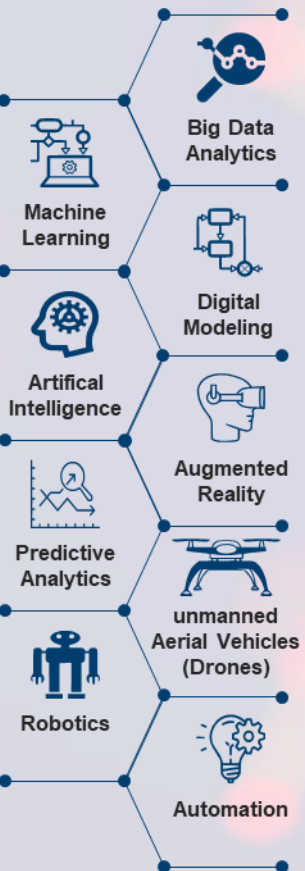 Big Data
Analytics
Machine
Learning
Digital
Modeling
Artifical
Intelligence
Augmented
Reality
Predictive
Analytics
unmanned
Aerial Vehicles
(Drones)
Robotics
Automation